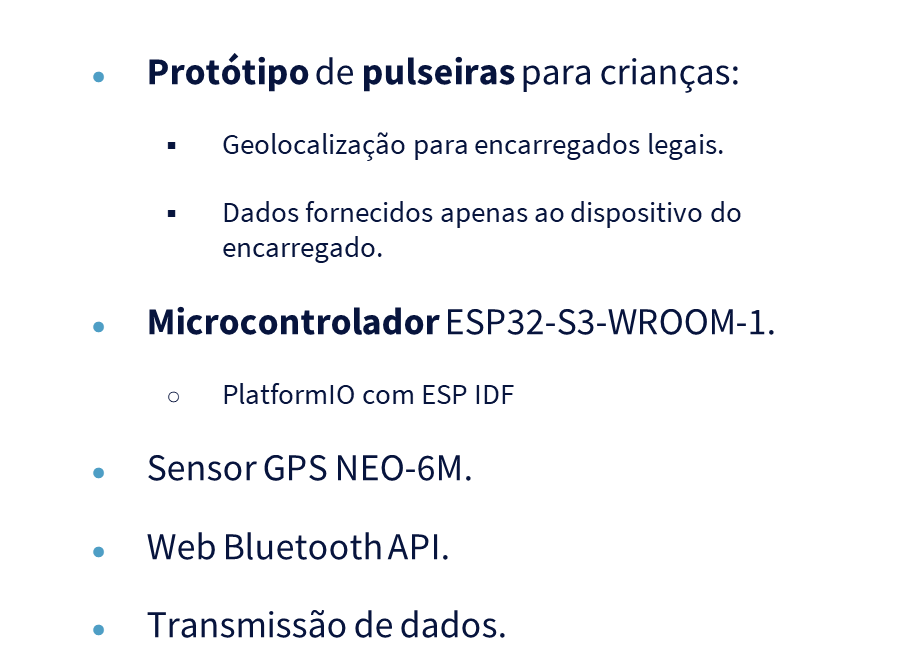 • Protótipo de pulseiras para crianças:
▪ Geolocalização para encarregados legais.
▪ Dados fornecidos apenas ao dispositivo do
encarregado.
• Microcontrolador ESP32-S3-WROOM-1.
○ PlatformIO com ESP IDF
• Sensor GPS NEO-6M.
• Web Bluetooth API.
• Transmissão de dados.